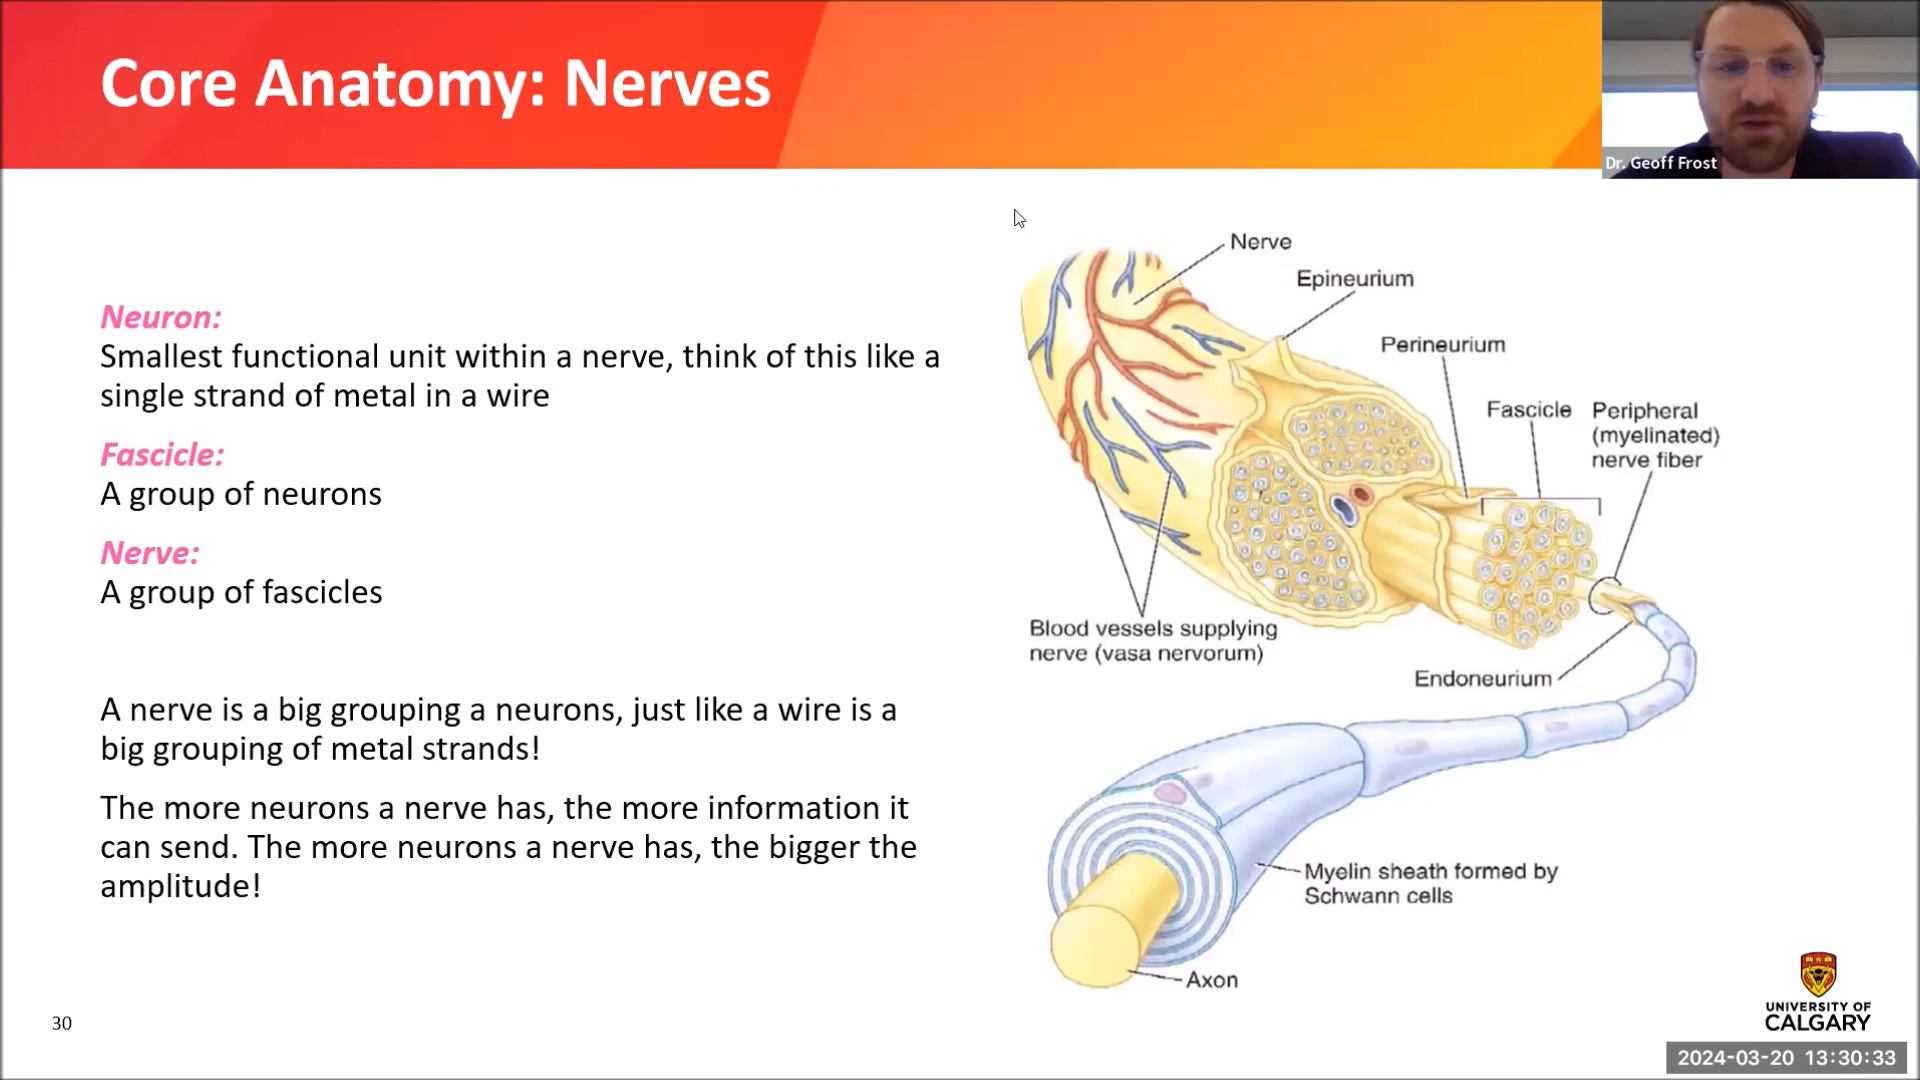 Core Anatomy: Nerves
Dr. Geoff Frost
Neuron:
Smallest functional unit within a nerve, think of this like a
single strand of metal in a wire
Fascicle:
A group of neurons
Nerve:
A group of fascicles
A nerve is a big grouping a neurons, just like a wire is a
big grouping of metal strands!
The more neurons a nerve has, the more information it
can send. The more neurons a nerve has, the bigger the
amplitude!
Nerve
Epineurium
Perineurium
Fascicle
Peripheral
(myelinated)
nerve fiber
Blood vessels supplying
nerve (vasa nervorum)
Endoneurium
Myelin sheath formed by
Schwann cells
Axon
30
UNIVERSITY OF
CALGARY
2024-03-20 13:30:33